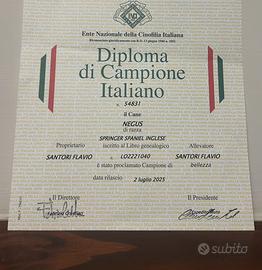 Ente Nazionale della Cinofilia Italiana
Diploma
di Campione
Italiano
N. 54831
il Cane
NEGUS
di razza
SPRINGER SPANIEL INGLESE
Proprietario iscritto al Libro genealogico Allevatore
SANTORI FLAVIO LO2221040 SANTORI FLAVIO
è stato proclamato Campione di
bellezza
data rilascio 2 luglio 2025
Il Direttore Il Presidente
subito